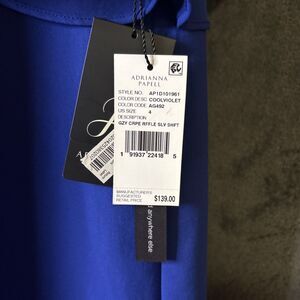 ADRIANNA
PAPELL
STYLE NO. AP1D101961
COLOR DESC. COOLVIOLET
COLOR CODE AG492
US SIZE 4
DESCRIPTION
GZY CRPE RFFLE SLV SHFT
1 91937 22418 5
MANUFACTURER'S
SUGGESTED
RETAIL PRICE
$139.00
anywhere else